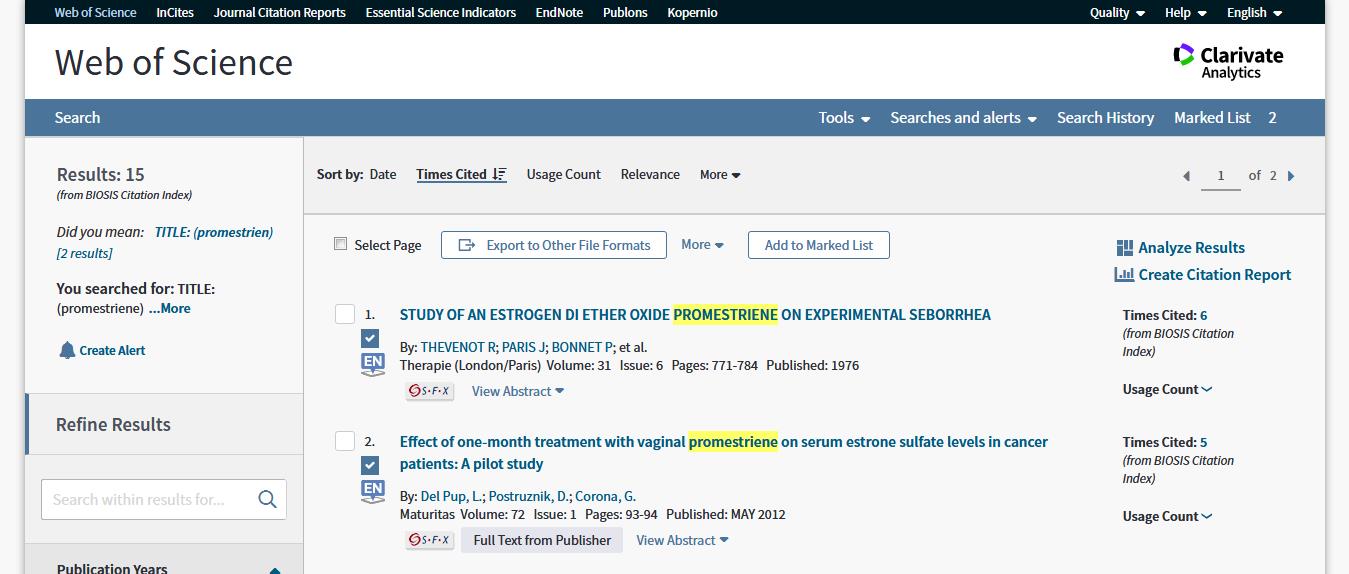 Web of Science InCites Journal Citation Reports Essential Science Indicators EndNote Publons Kopernio Quality Help English
Web of Science
Clarivate
Analytics
Search Tools Searches and alerts Search History Marked List 2
Results: 15
(from BIOSIS Citation Index)
Did you mean: TITLE: (promestrien)
[2 results]
You searched for: TITLE:
(promestriene) ...More
Create Alert
Refine Results
Search within results for...
Publication Years
Sort by: Date Times Cited Usage Count Relevance More 1 of 2
Select Page Export to Other File Formats More Add to Marked List
Analyze Results
Create Citation Report
1. STUDY OF AN ESTROGEN DI ETHER OXIDE PROMESTRIENE ON EXPERIMENTAL SEBORRHEA
By: THEVENOT R; PARIS J; BONNET P; et al.
Therapie (London/Paris) Volume: 31 Issue: 6 Pages: 771-784 Published: 1976
EN
S·F·X View Abstract
Times Cited: 6
(from BIOSIS Citation
Index)
Usage Count
2. Effect of one-month treatment with vaginal promestriene on serum estrone sulfate levels in cancer
patients: A pilot study
EN
By: Del Pup, L.; Postruznik, D.; Corona, G.
Maturitas Volume: 72 Issue: 1 Pages: 93-94 Published: MAY 2012
S·F·X Full Text from Publisher View Abstract
Times Cited: 5
(from BIOSIS Citation
Index)
Usage Count